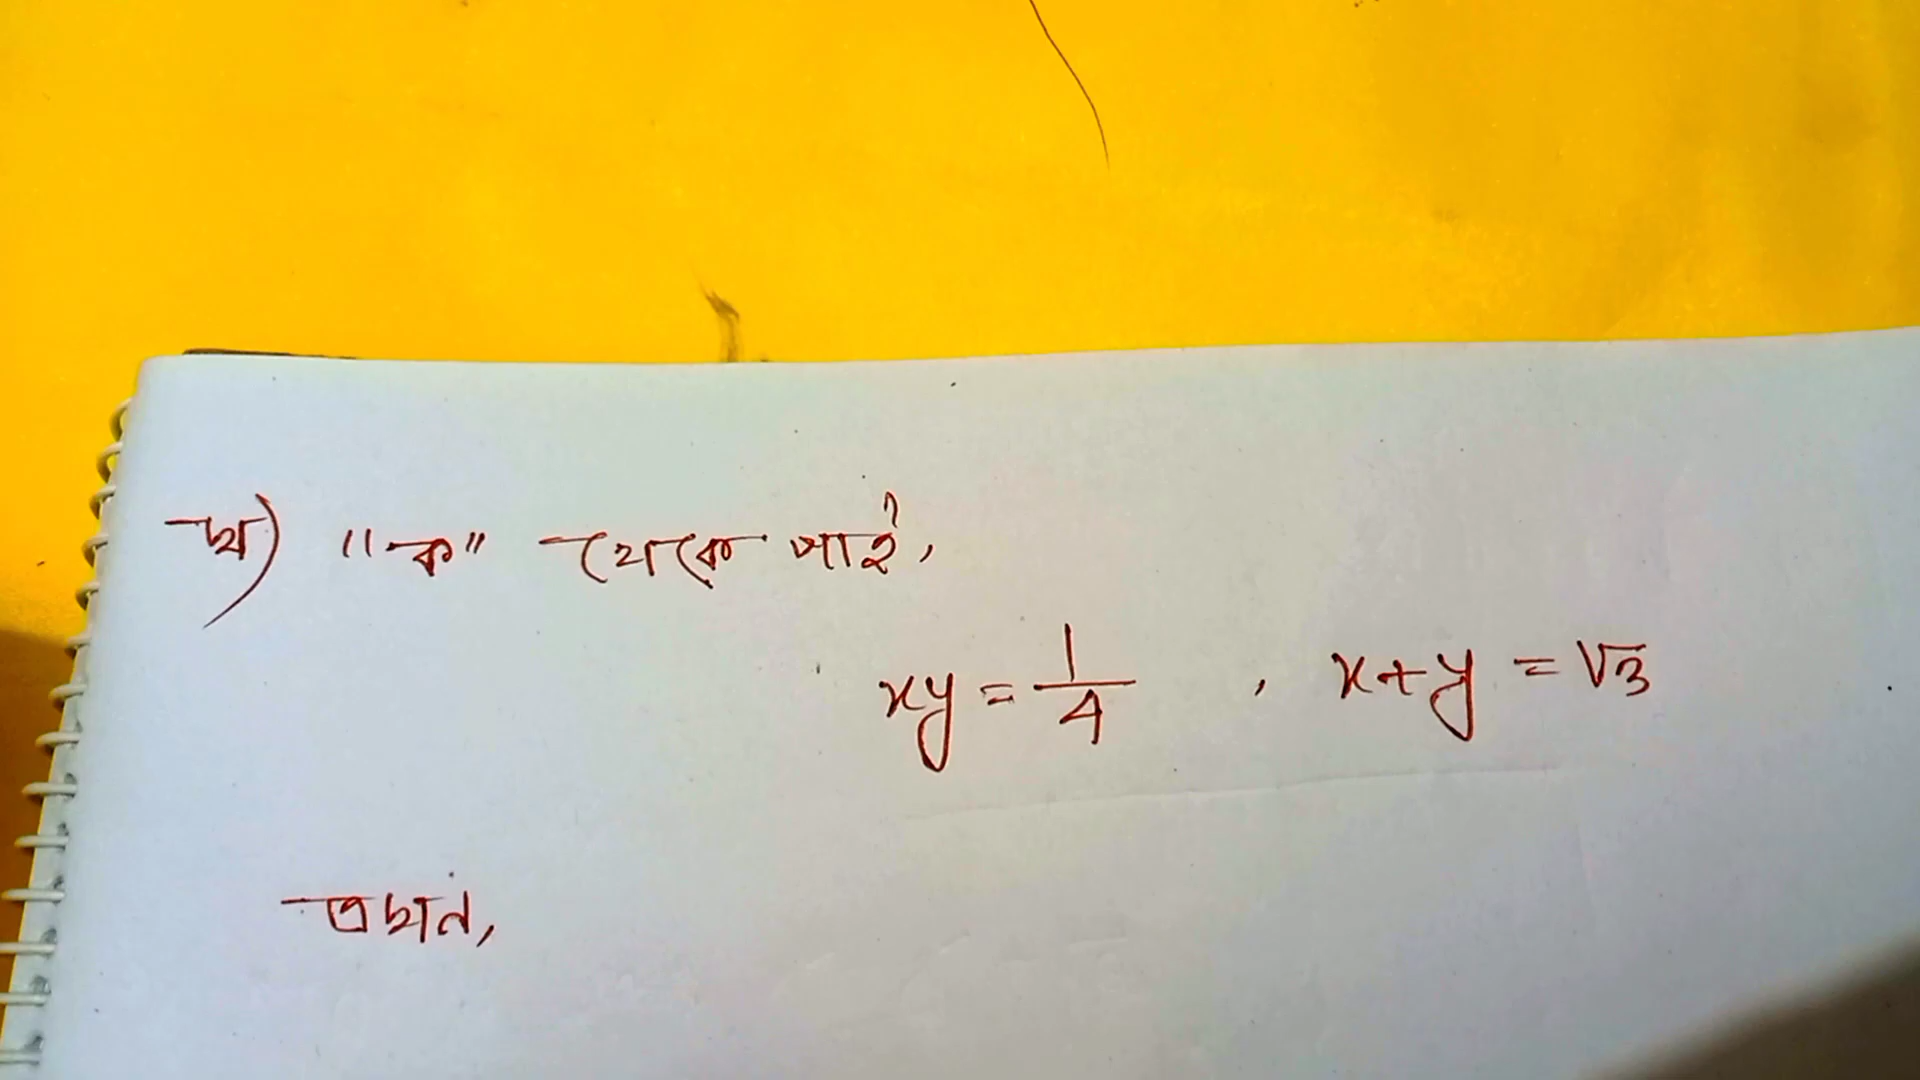 খ) "ক" থেকে পাই,
xy = 1/4 , x+y = √3
এখন,